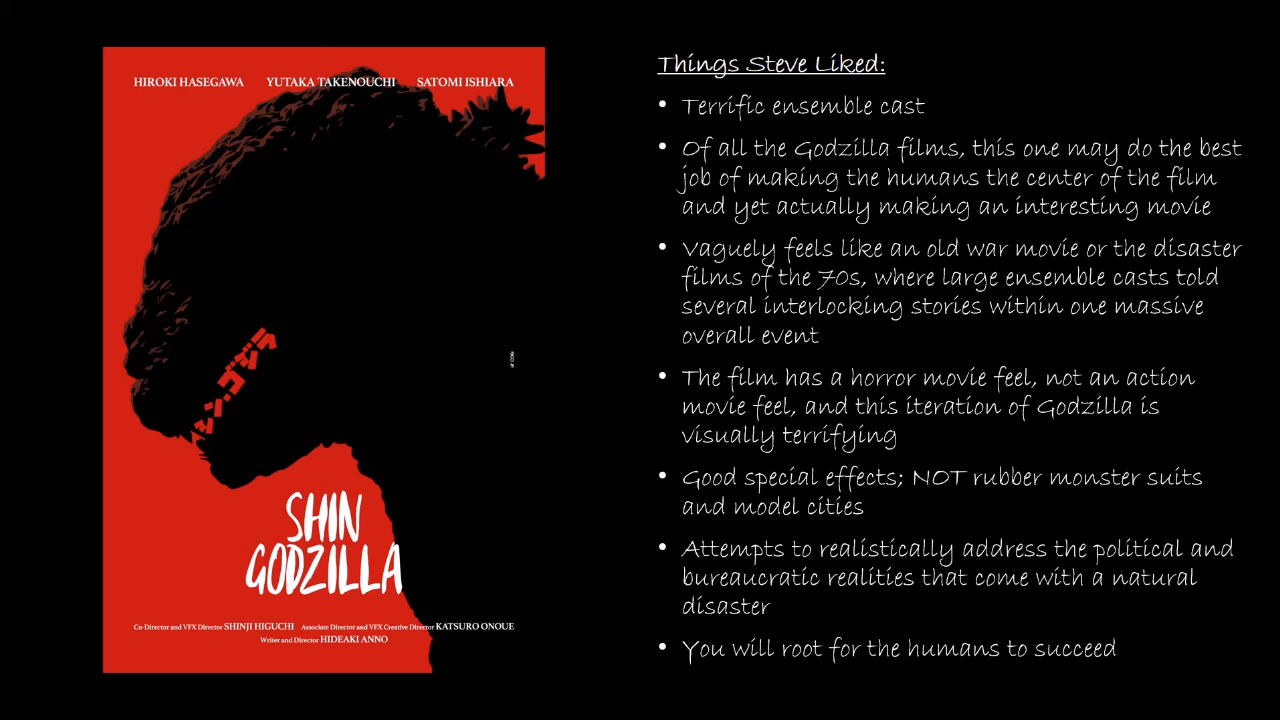 HIROKI HASEGAWA YUTAKA TAKENOUCHI SATOMI ISHIARA
シン・ゴジラ
SHIN
GODZILLA
Co-Director and VFX Director SHINJI HIGUCHI Associate Director and VFX Creative Director KATSURO ONOUE
Writer and Director HIDEAKI ANNO
Things Steve Liked:
• Terrific ensemble cast
• Of all the Godzilla films, this one may do the best
job of making the humans the center of the film
and yet actually making an interesting movie
• Vaguely feels like an old war movie or the disaster
films of the 70s, where large ensemble casts told
several interlocking stories within one massive
overall event
• The film has a horror movie feel, not an action
movie feel, and this iteration of Godzilla is
visually terrifying
• Good special effects; NOT rubber monster suits
and model cities
• Attempts to realistically address the political and
bureaucratic realities that come with a natural
disaster
• You will root for the humans to succeed